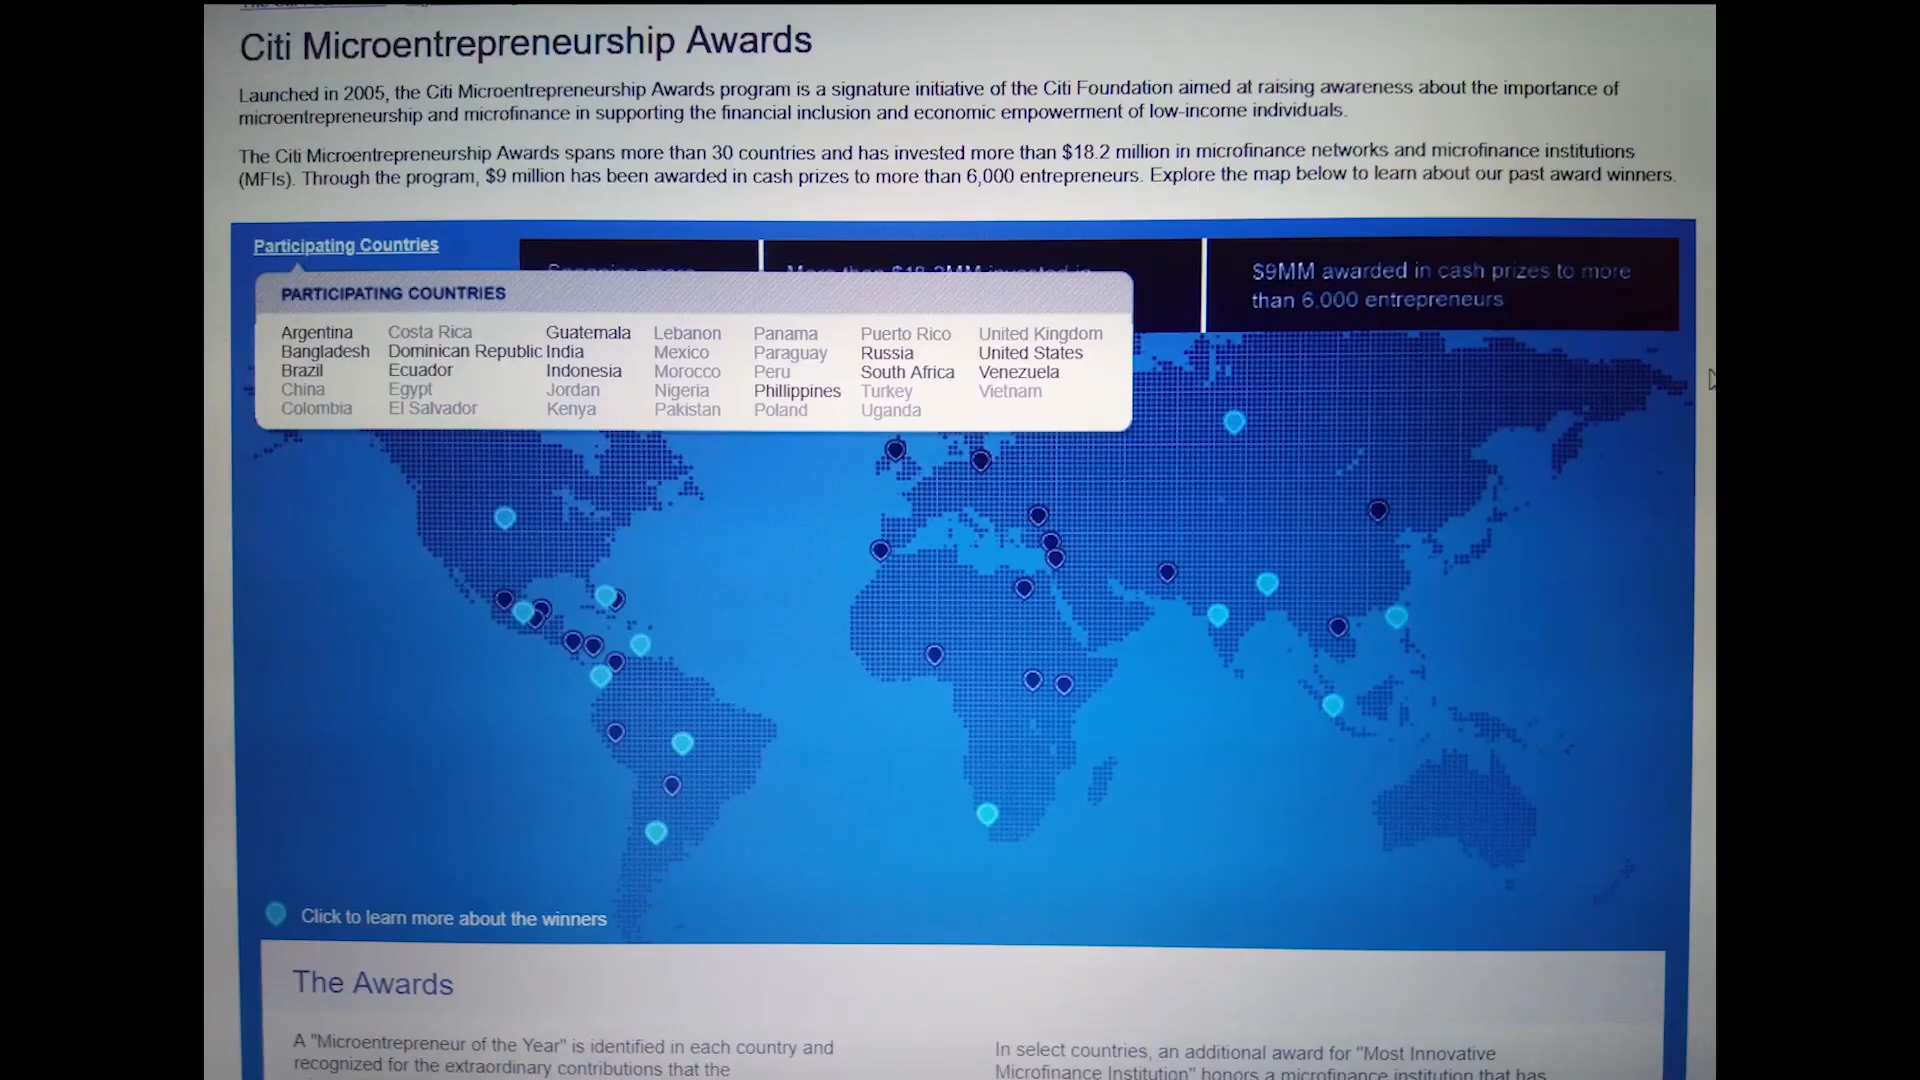 Citi Microentrepreneurship Awards
Launched in 2005, the Citi Microentrepreneurship Awards program is a signature initiative of the Citi Foundation aimed at raising awareness about the importance of
microentrepreneurship and microfinance in supporting the financial inclusion and economic empowerment of low-income individuals.
The Citi Microentrepreneurship Awards spans more than 30 countries and has invested more than $18.2 million in microfinance networks and microfinance institutions
(MFIs). Through the program, $9 million has been awarded in cash prizes to more than 6,000 entrepreneurs. Explore the map below to learn about our past award winners.
Participating Countries
$9MM awarded in cash prizes to more
than 6,000 entrepreneurs
PARTICIPATING COUNTRIES
Argentina Costa Rica Guatemala Lebanon Panama Puerto Rico United Kingdom
Bangladesh Dominican Republic India Mexico Paraguay Russia United States
Brazil Ecuador Indonesia Morocco Peru South Africa Venezuela
China Egypt Jordan Nigeria Phillippines Turkey Vietnam
Colombia El Salvador Kenya Pakistan Poland Uganda
Click to learn more about the winners
The Awards
A "Microentrepreneur of the Year" is identified in each country and
recognized for the extraordinary contributions that the
In select countries, an additional award for "Most Innovative
Microfinance Institution" honors a microfinance institution that has